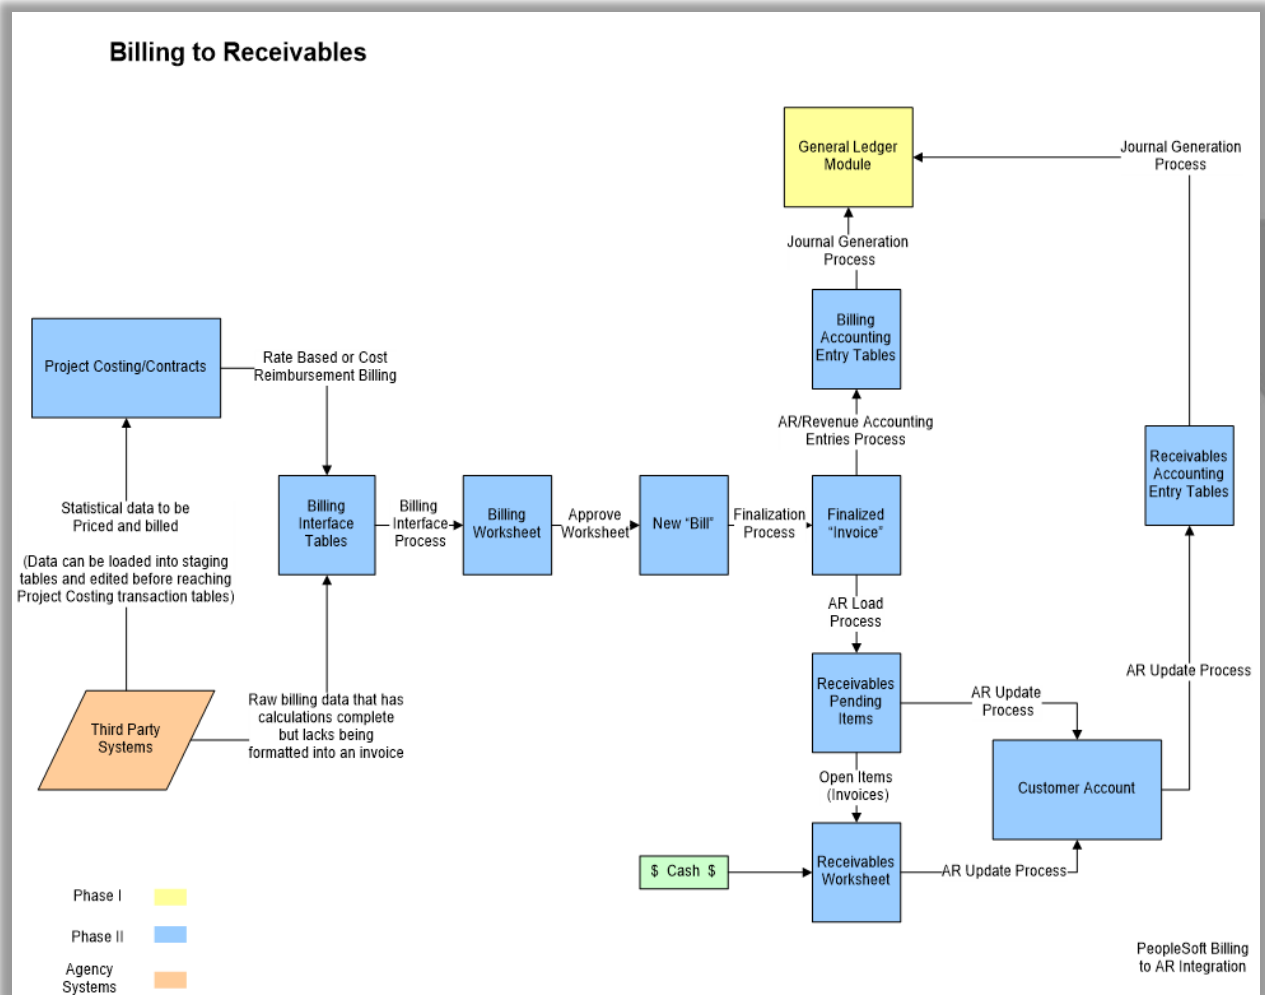 Billing to Receivables
General Ledger
Module
Journal Generation
Process
Journal Generation
Process
Billing
Accounting
Entry Tables
Project Costing/Contracts
Rate Based or Cost
Reimbursement Billing
AR/Revenue Accounting
Entries Process
Receivables
Accounting
Entry Tables
Statistical data to be
Priced and billed
(Data can be loaded into staging
tables and edited before reaching
Project Costing transaction tables)
Billing
Interface
Tables
Billing
Interface
Process
Billing
Worksheet
Approve
Worksheet
New “Bill”
Finalization
Process
Finalized
“Invoice”
AR Load
Process
Receivables
Pending
Items
AR Update
Process
AR Update Process
Third Party
Systems
Raw billing data that has
calculations complete
but lacks being
formatted into an invoice
Open Items
(Invoices)
Customer Account
$ Cash $
Receivables
Worksheet
AR Update Process
Phase I
Phase II
Agency
Systems
PeopleSoft Billing
to AR Integration